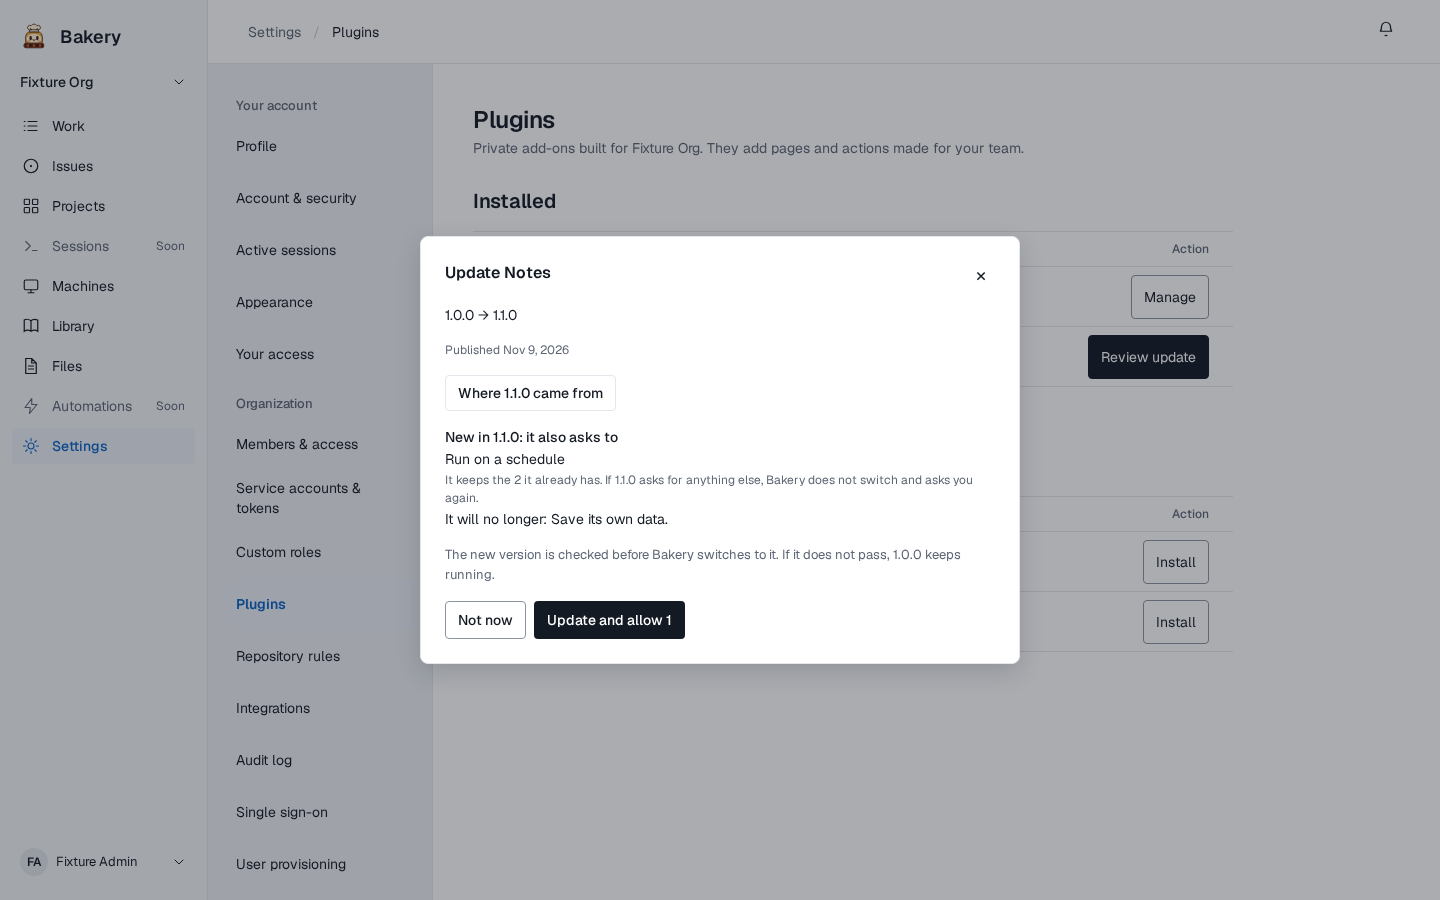 Bakery
Fixture Org
Work
Issues
Projects
Sessions Soon
Machines
Library
Files
Automations Soon
Settings
FA Fixture Admin
Settings / Plugins
Your account
Profile
Account & security
Active sessions
Appearance
Your access
Organization
Members & access
Service accounts &
tokens
Custom roles
Plugins
Repository rules
Integrations
Audit log
Single sign-on
User provisioning
Plugins
Private add-ons built for Fixture Org. They add pages and actions made for your team.
Installed
Action
Manage
Review update
Action
Install
Install
Update Notes
1.0.0 → 1.1.0
Published Nov 9, 2026
Where 1.1.0 came from
New in 1.1.0: it also asks to
Run on a schedule
It keeps the 2 it already has. If 1.1.0 asks for anything else, Bakery does not switch and asks you
again.
It will no longer: Save its own data.
The new version is checked before Bakery switches to it. If it does not pass, 1.0.0 keeps
running.
Not now
Update and allow 1